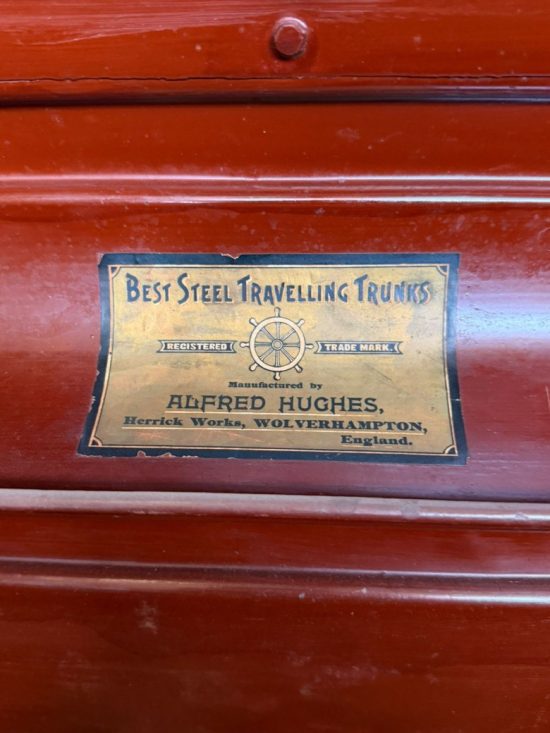 BEST STEEL TRAVELLING TRUNKS
REGISTERED TRADE MARK.
Manufactured by
ALFRED HUGHES,
Herrick Works, WOLVERHAMPTON,
England.